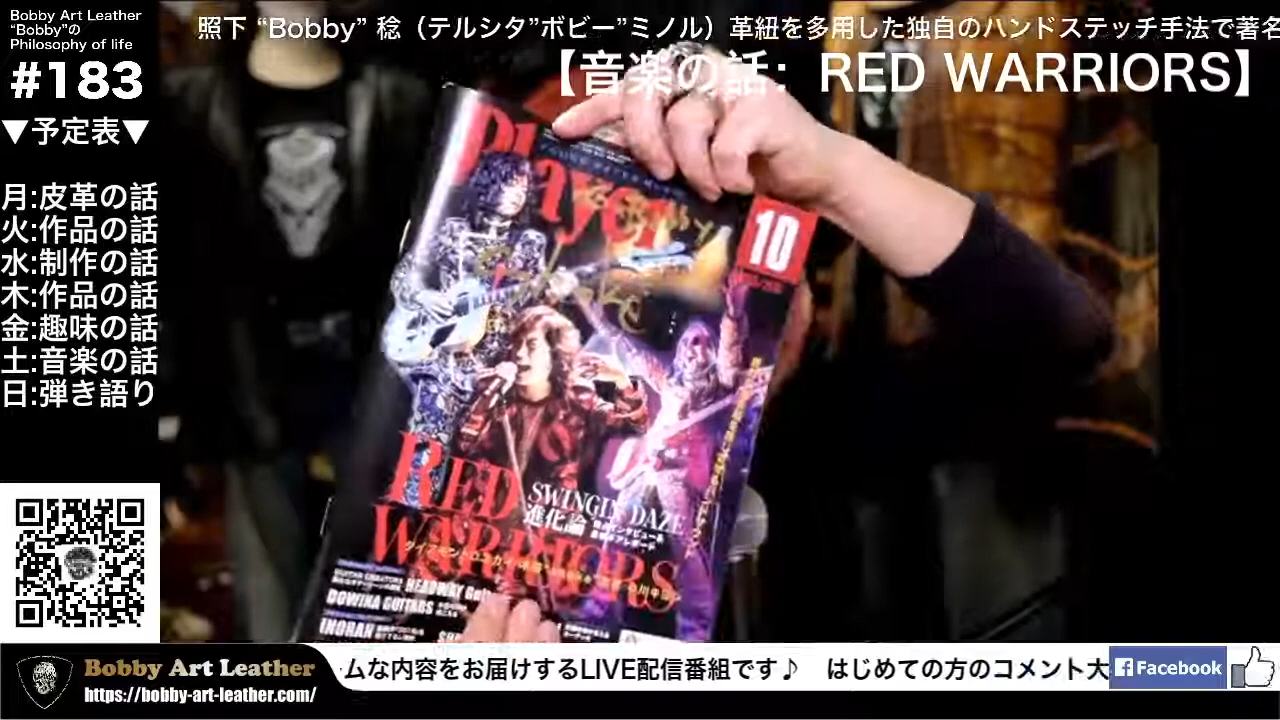 Bobby Art Leather
“Bobby”の
Philosophy of life
#183
▼予定表▼
月:皮革の話
火:作品の話
水:制作の話
木:作品の話
金:趣味の話
土:音楽の話
日:弾き語り
照下 “Bobby” 稔（テルシタ”ボビー”ミノル）革紐を多用した独自のハンドステッチ手法で著名
【音楽の話：RED WARRIORS】
Player
10
RED
WARRIORS
SWINGIN' DAZE
進化論
HEADWAY
BOWINA GUITARS
INORAN
Bobby Art Leather
https://bobby-art-leather.com/
ムな内容をお届けするLIVE配信番組です♪ はじめての方のコメント大
Facebook